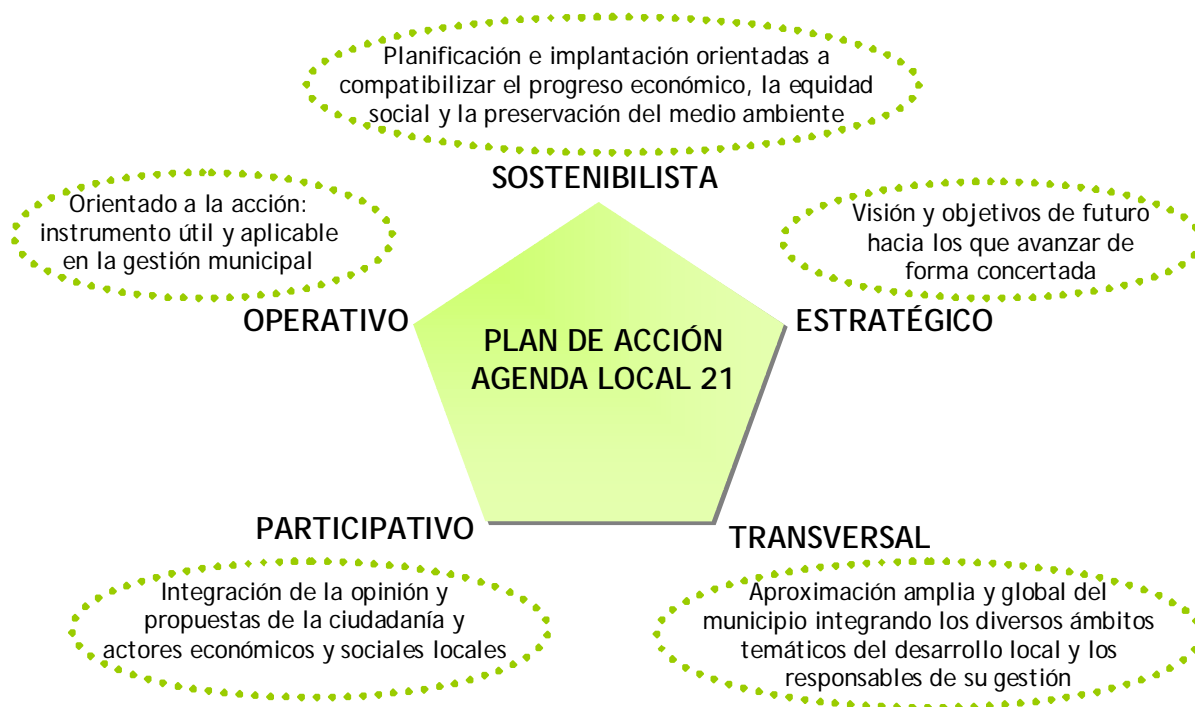 Planificación e implantación orientadas a
compatibilizar el progreso económico, la equidad
social y la preservación del medio ambiente
SOSTENIBILISTA
Orientado a la acción:
instrumento útil y aplicable
en la gestión municipal
Visión y objetivos de futuro
hacia los que avanzar de
forma concertada
OPERATIVO
ESTRATÉGICO
PLAN DE ACCIÓN
AGENDA LOCAL 21
PARTICIPATIVO
TRANSVERSAL
Integración de la opinión y
propuestas de la ciudadanía y
actores económicos y sociales locales
Aproximación amplia y global del
municipio integrando los diversos ámbitos
temáticos del desarrollo local y los
responsables de su gestión